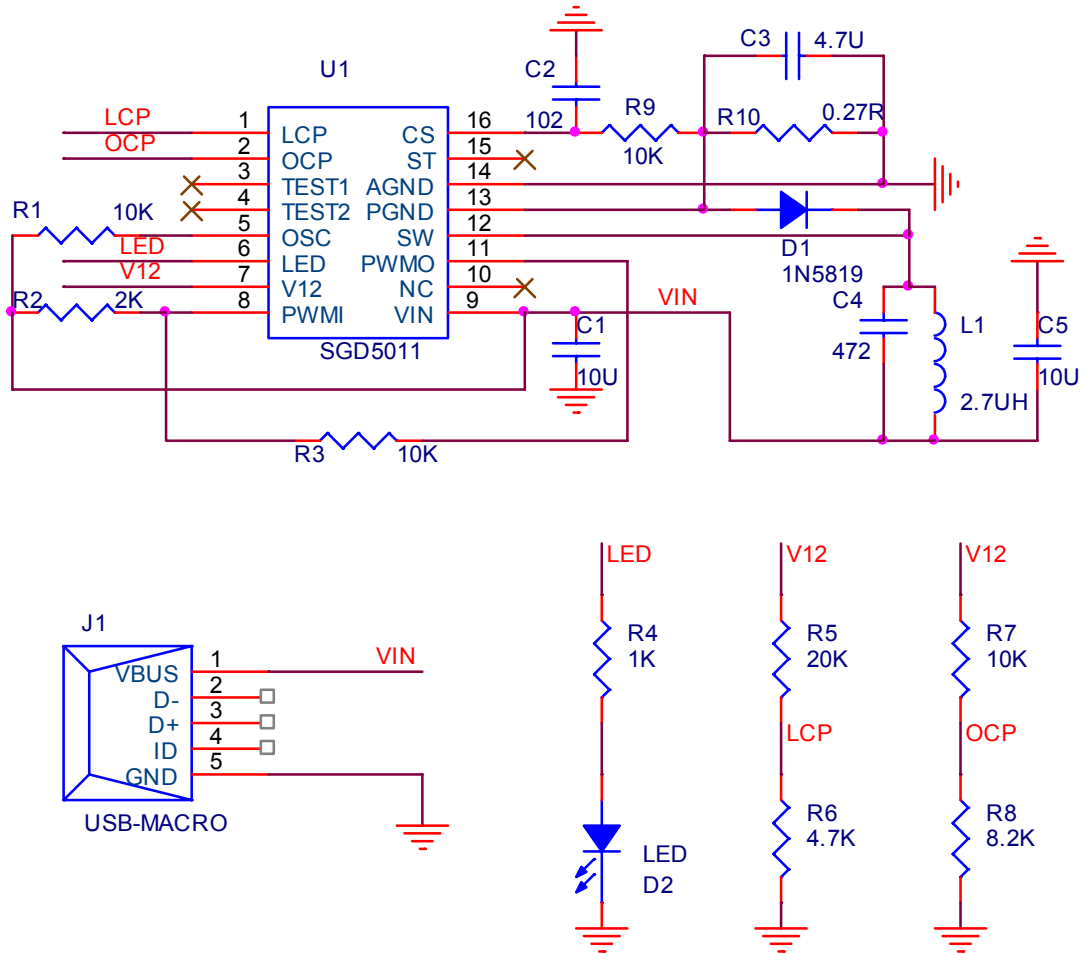 C3 4.7U
U1
C2
LCP
1
LCP
CS
16
102
R9
10K
R10
0.27R
OCP
2
OCP
ST
15
3
TEST1
AGND
14
4
TEST2
PGND
13
R1 10K
5
OSC
SW
12
D1
1N5819
LED
6
LED
PWMO
11
V12
7
V12
NC
10
R2 2K
8
PWMI
VIN
9
VIN
SGD5011
C1
10U
C4
472
L1
2.7UH
C5
10U
R3 10K
LED
V12
V12
J1
R4
1K
R5
20K
R7
10K
VBUS
1
VIN
D-
2
D+
3
ID
4
GND
5
LCP
OCP
USB-MACRO
LED
D2
R6
4.7K
R8
8.2K